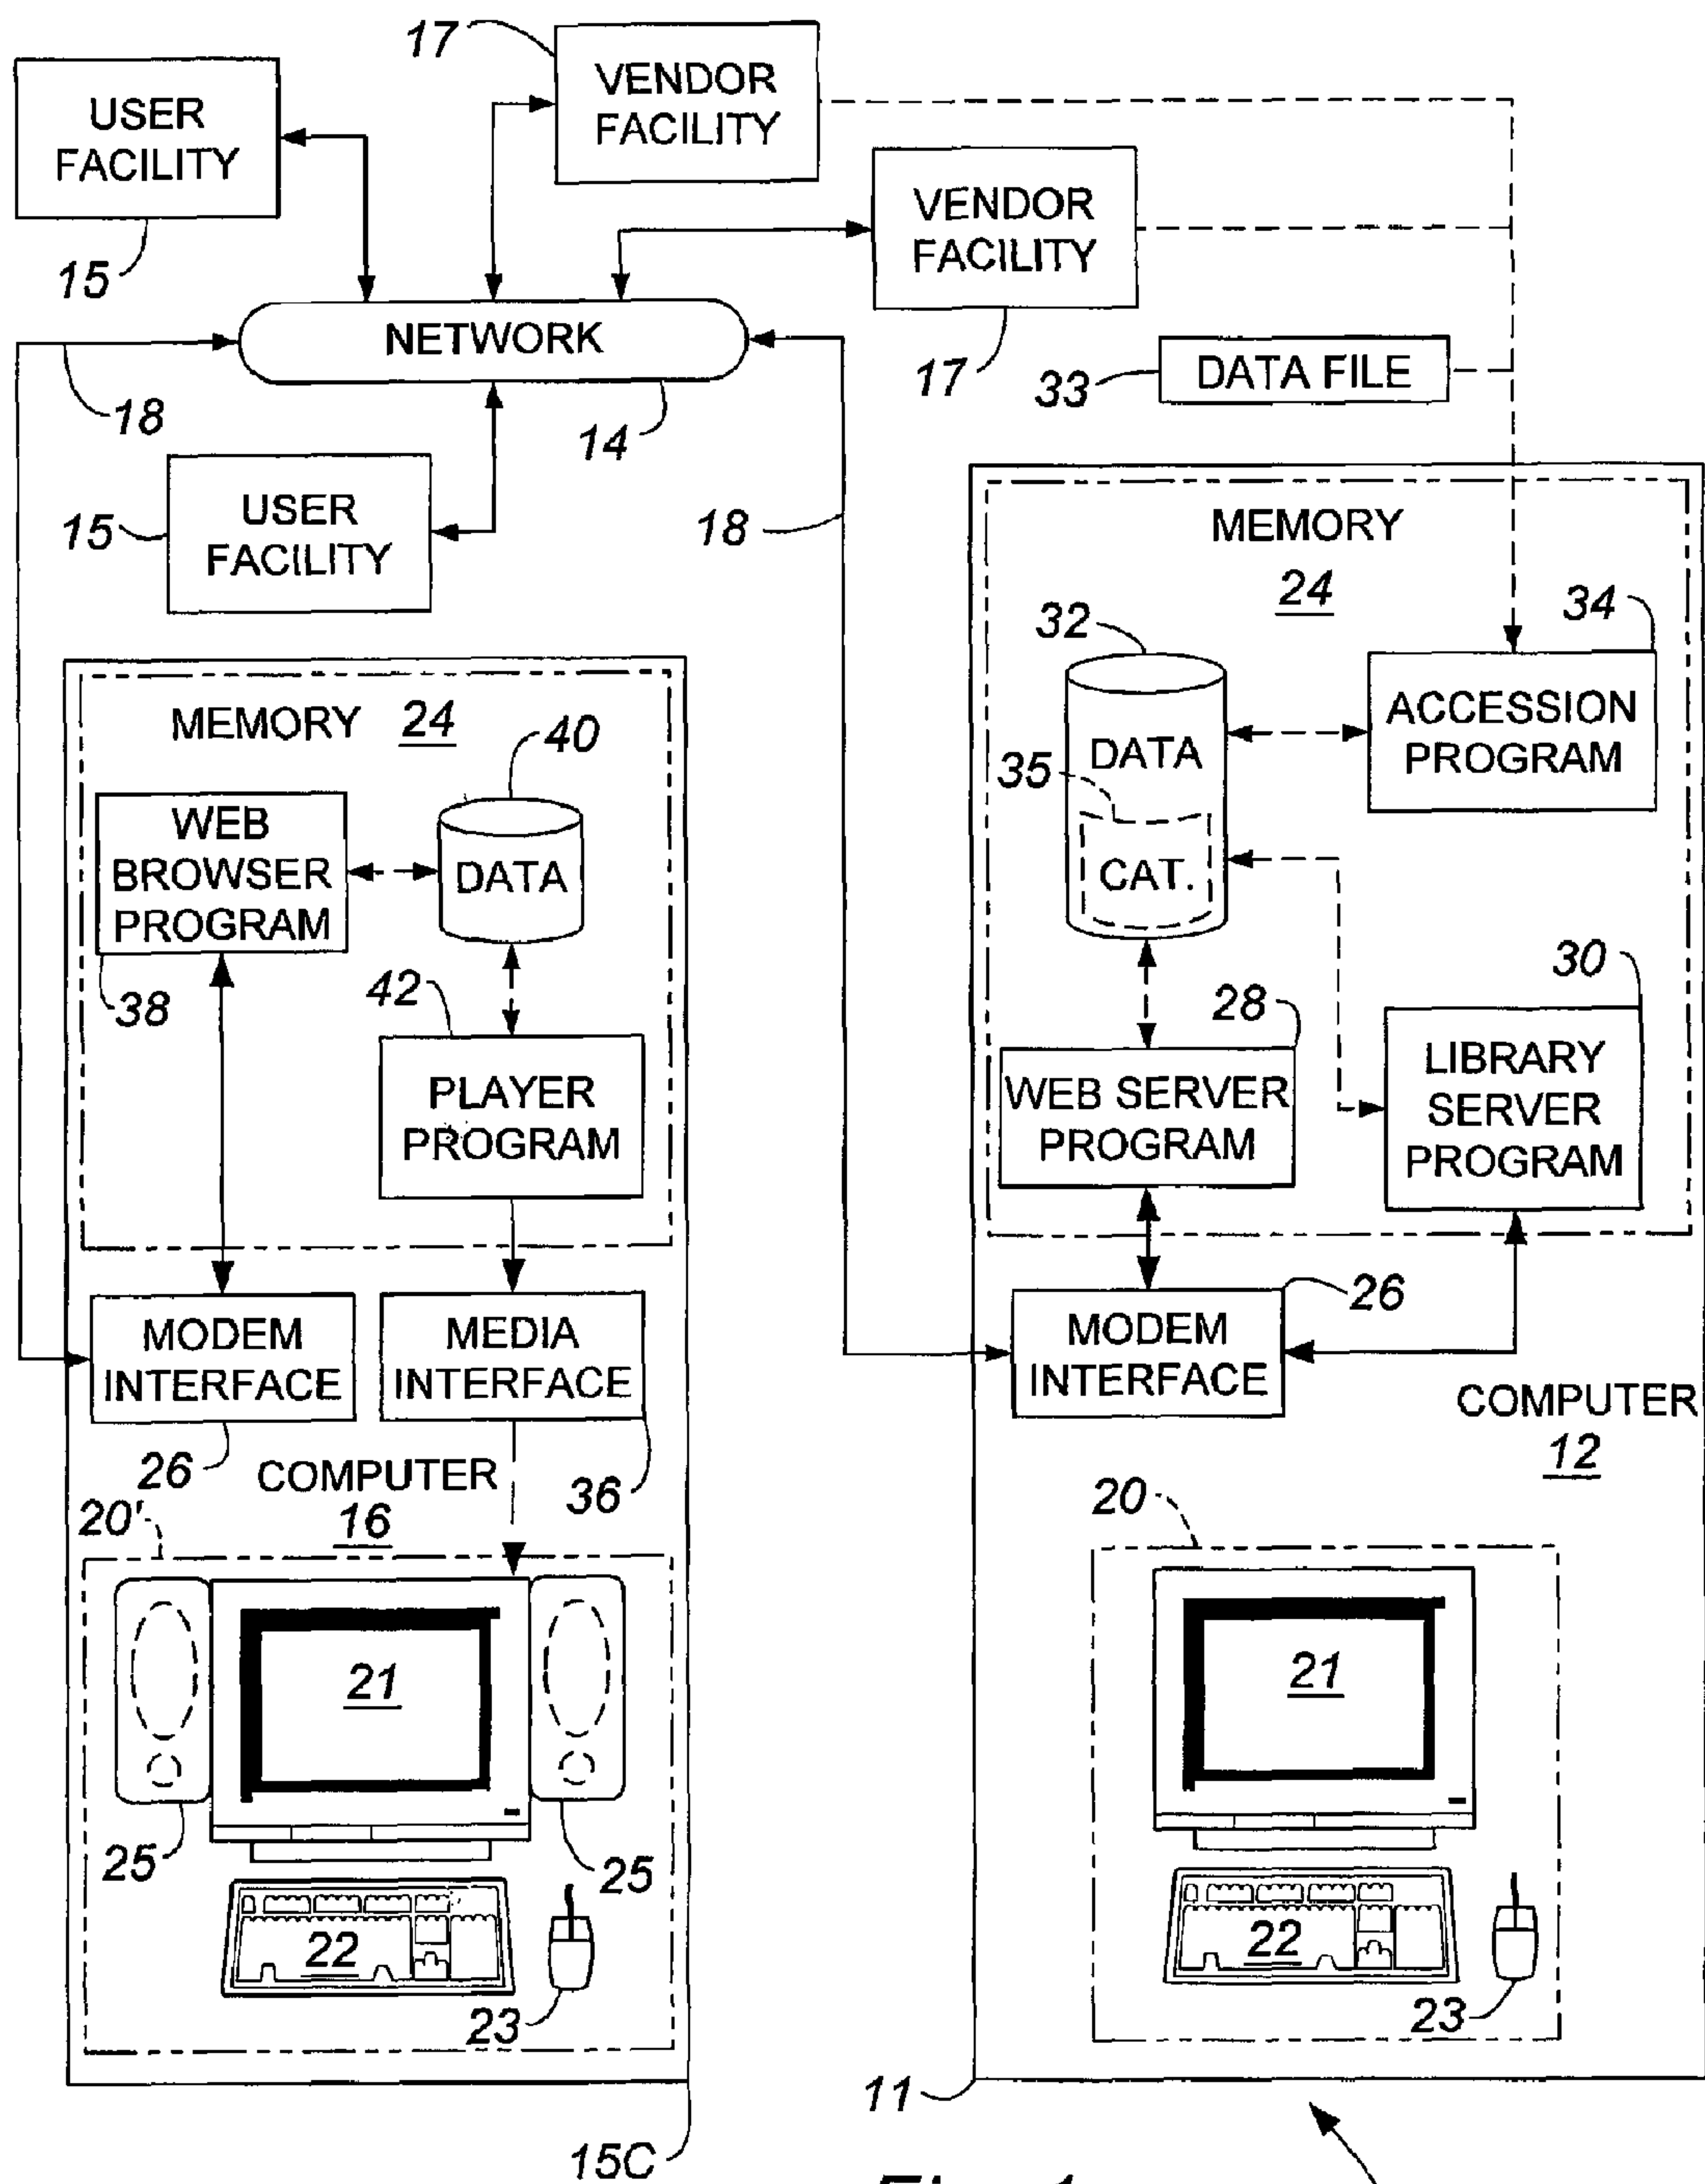 17
VENDOR
FACILITY
USER
FACILITY
15
VENDOR
FACILITY
17
NETWORK
14
18
33
DATA FILE
USER
FACILITY
15
18
MEMORY
24
32
34
DATA
35
CAT.
ACCESSION
PROGRAM
MEMORY 24
40
WEB
BROWSER
PROGRAM
38
DATA
42
PLAYER
PROGRAM
28
WEB SERVER
PROGRAM
30
LIBRARY
SERVER
PROGRAM
MODEM
INTERFACE
26
MEDIA
INTERFACE
36
MODEM
INTERFACE
26
COMPUTER
12
COMPUTER
16
20'
21
25
25
22
23
20
21
22
23
11
15C